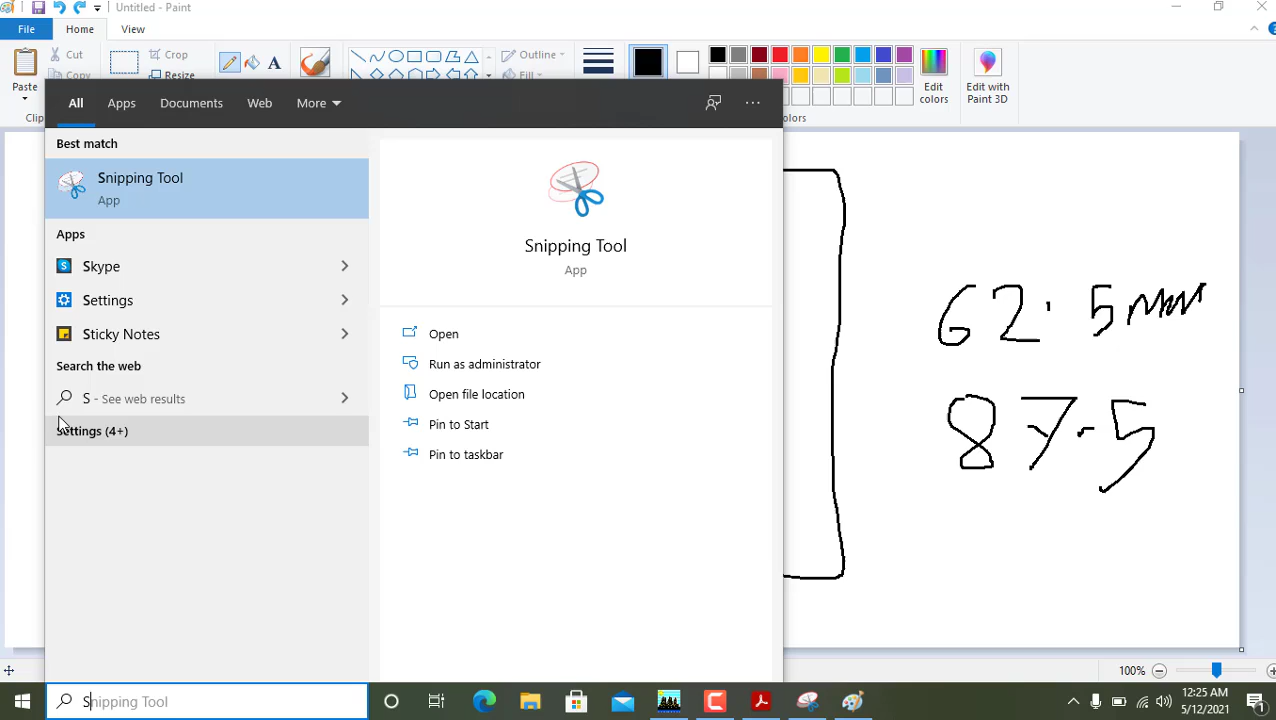 Untitled - Paint
File
Home
View
Paste
Cut
Copy
Crop
Resize
A
Outline
Fill
Edit colors
Edit with Paint 3D
All
Apps
Documents
Web
More
Best match
Snipping Tool
App
Apps
Skype
Settings
Sticky Notes
Search the web
S - See web results
Settings (4+)
Snipping Tool
App
Open
Run as administrator
Open file location
Pin to Start
Pin to taskbar
62.5
87.5
100%
Snipping Tool
12:25 AM
5/12/2021